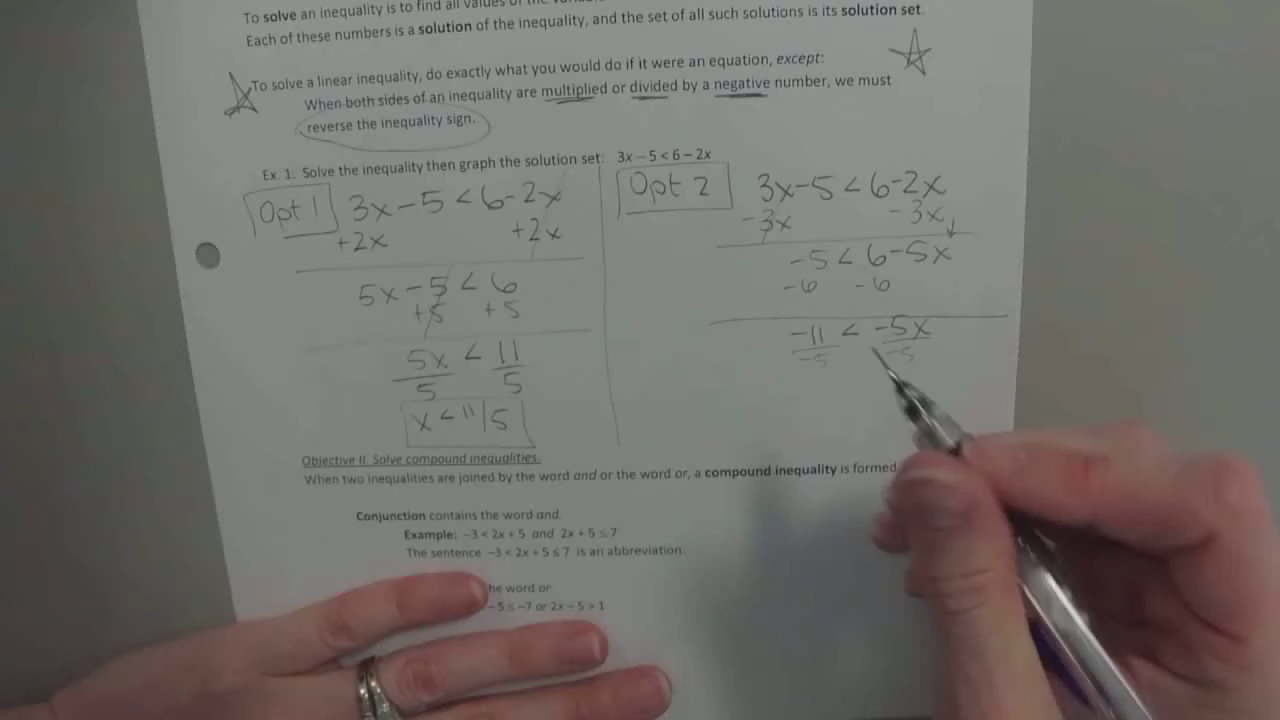 To solve an inequality is to find all values of the
Each of these numbers is a solution of the inequality, and the set of all such solutions is its solution set.
To solve a linear inequality, do exactly what you would do if it were an equation, except:
When both sides of an inequality are multiplied or divided by a negative number, we must
reverse the inequality sign.
Ex. 1. Solve the inequality then graph the solution set: 3x – 5 < 6 – 2x
Opt 1
3x - 5 < 6 - 2x
+2x +2x
5x - 5 < 6
+5 +5
5x < 11
5 5
x < 11/5
Opt 2
3x - 5 < 6 - 2x
-3x -3x
-5 < 6 - 5x
-6 -6
-11 < -5x
-5 -5
Objective II. Solve compound inequalities.
When two inequalities are joined by the word and or the word or, a compound inequality is formed
Conjunction contains the word and.
Example: –3 < 2x + 5 and 2x + 5 ≤ 7
The sentence –3 < 2x + 5 ≤ 7 is an abbreviation
he word or
– 5 ≤ –7 or 2x – 5 > 1